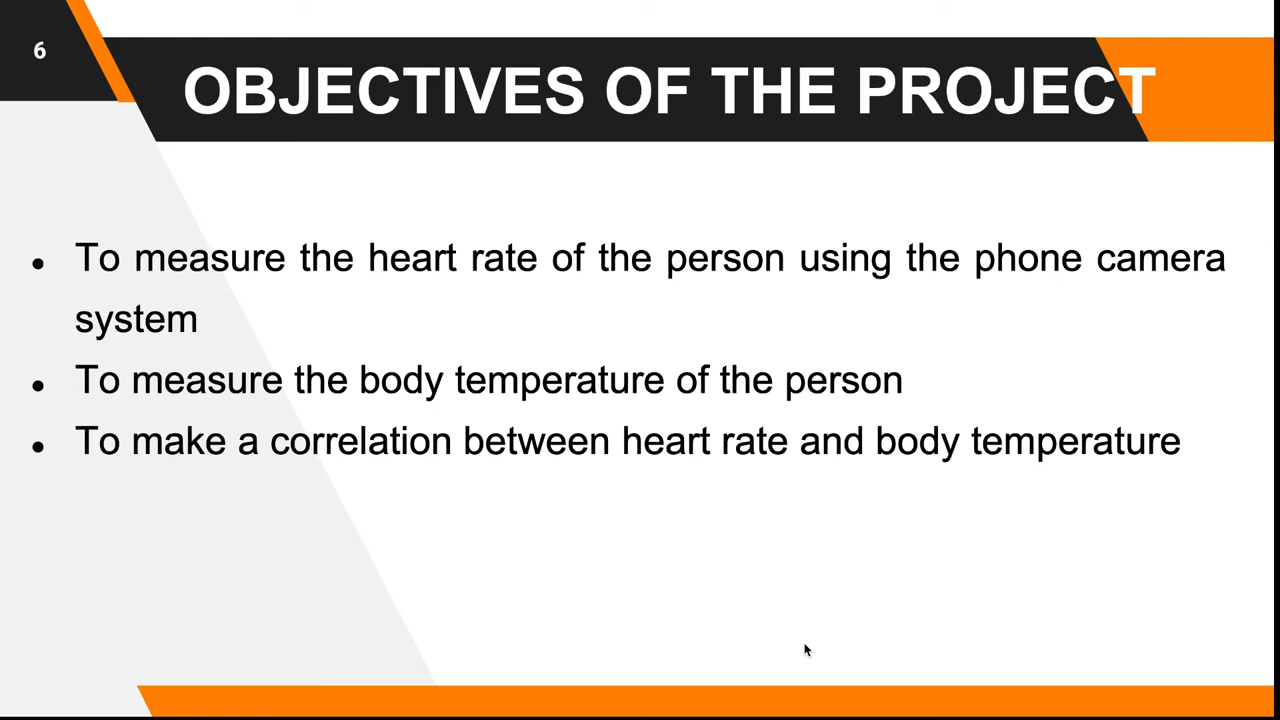 6
OBJECTIVES OF THE PROJECT
• To measure the heart rate of the person using the phone camera
system
• To measure the body temperature of the person
• To make a correlation between heart rate and body temperature